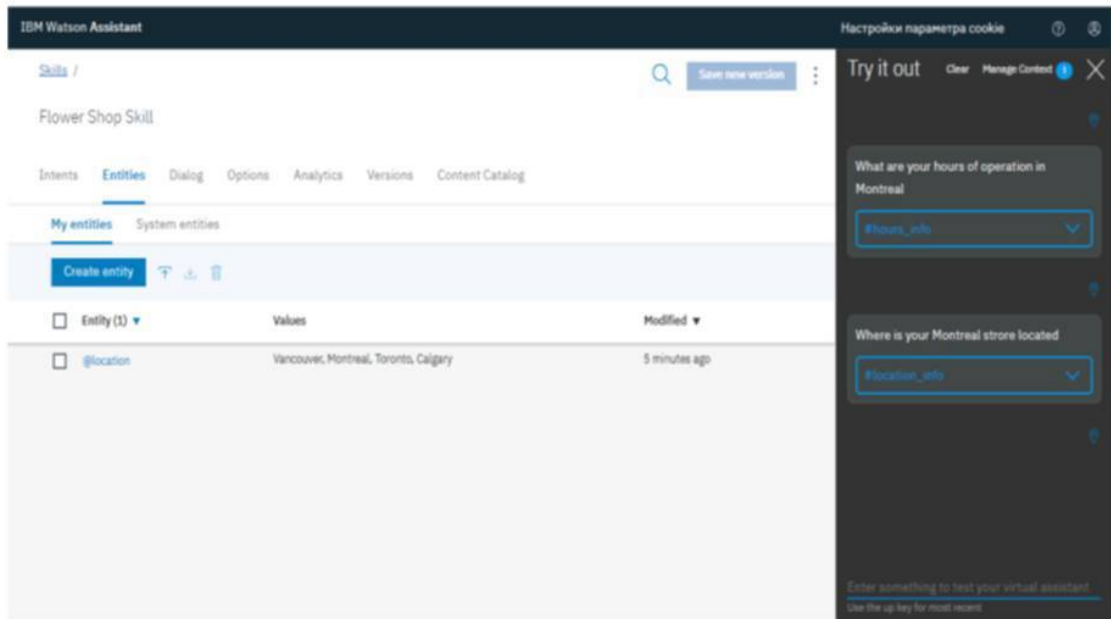 IBM Watson Assistant
Настройки параметра cookie
Skills /
Save new version
Flower Shop Skill
Intents Entities Dialog Options Analytics Versions Content Catalog
My entities System entities
Create entity
Entity (1) Values Modified
@location Vancouver, Montreal, Toronto, Calgary 5 minutes ago
Try it out Clear Manage Context 1
What are your hours of operation in
Montreal
#hours_info
Where is your Montreal strore located
#location_info
Enter something to test your virtual assistant
Use the up key for most recent